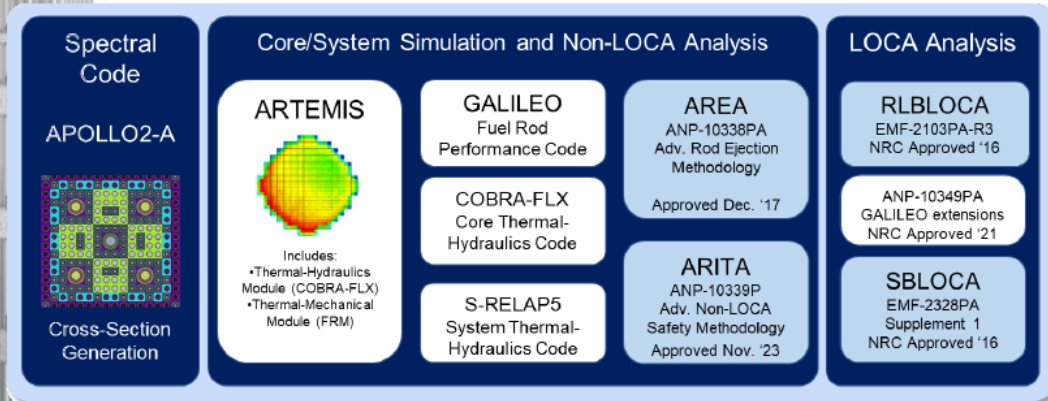 Spectral
Code
APOLLO2-A
Cross-Section
Generation
Core/System Simulation and Non-LOCA Analysis
ARTEMIS
Includes:
•Thermal-Hydraulics
Module (COBRA-FLX)
•Thermal-Mechanical
Module (FRM)
GALILEO
Fuel Rod
Performance Code
COBRA-FLX
Core Thermal-
Hydraulics Code
S-RELAP5
System Thermal-
Hydraulics Code
AREA
ANP-10338PA
Adv. Rod Ejection
Methodology
Approved Dec. ‘17
ARITA
ANP-10339P
Adv. Non-LOCA
Safety Methodology
Approved Nov. ‘23
LOCA Analysis
RLBLOCA
EMF-2103PA-R3
NRC Approved ‘16
ANP-10349PA
GALILEO extensions
NRC Approved ‘21
SBLOCA
EMF-2328PA
Supplement 1
NRC Approved ‘16